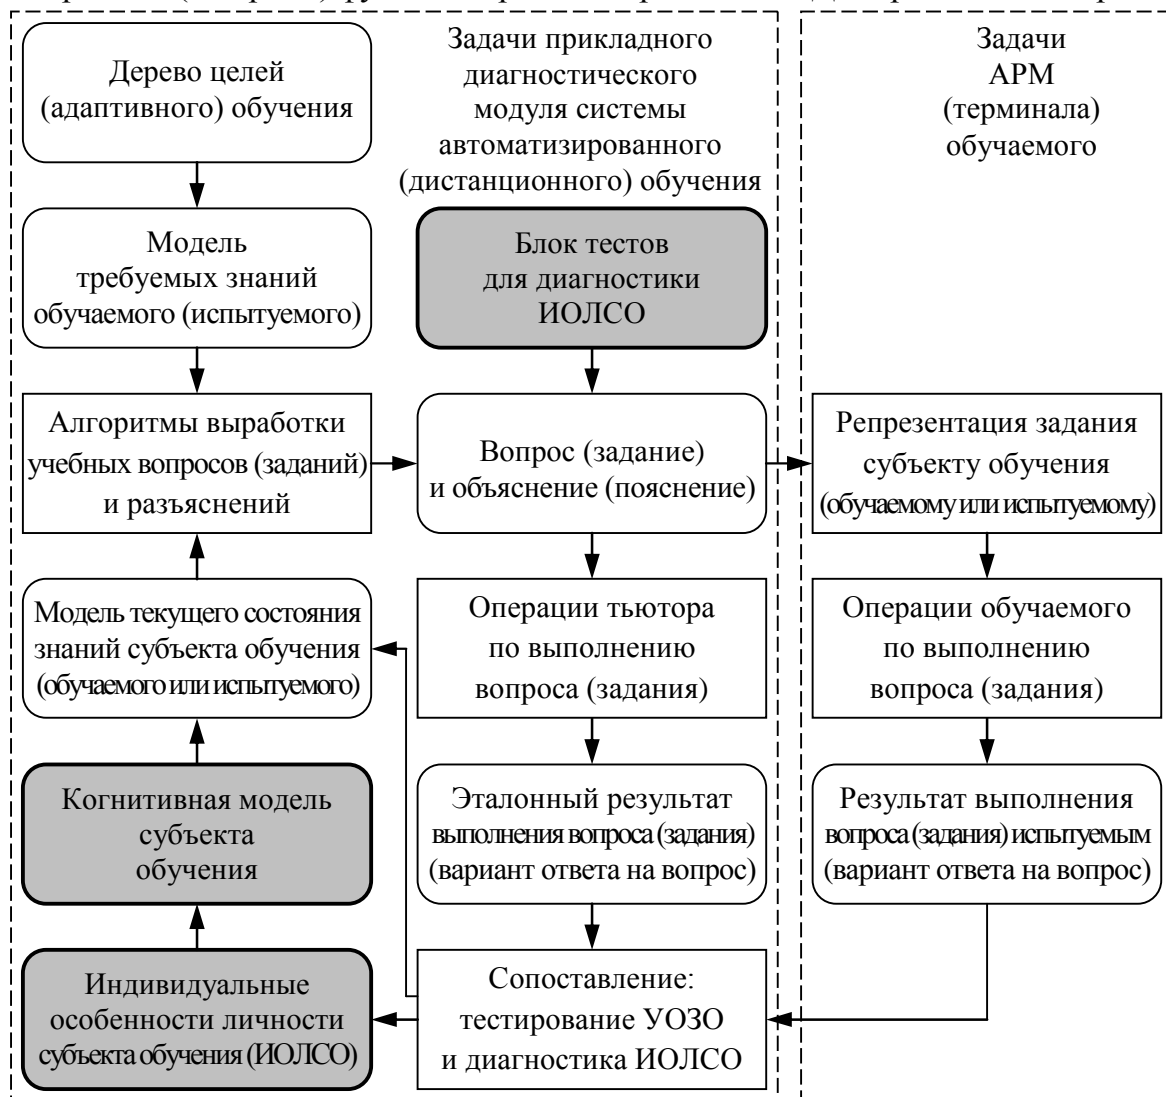 Дерево целей
(адаптивного) обучения
Задачи прикладного
диагностического
модуля системы
автоматизированного
(дистанционного) обучения
Задачи
АРМ
(терминала)
обучаемого
Модель
требуемых знаний
обучаемого (испытуемого)
Блок тестов
для диагностики
ИОЛСО
Алгоритмы выработки
учебных вопросов (заданий)
и разъяснений
Вопрос (задание)
и объяснение (пояснение)
Репрезентация задания
субъекту обучения
(обучаемому или испытуемому)
Модель текущего состояния
знаний субъекта обучения
(обучаемого или испытуемого)
Операции тьютора
по выполнению
вопроса (задания)
Операции обучаемого
по выполнению
вопроса (задания)
Когнитивная модель
субъекта
обучения
Эталонный результат
выполнения вопроса (задания)
(вариант ответа на вопрос)
Результат выполнения
вопроса (задания) испытуемым
(вариант ответа на вопрос)
Индивидуальные
особенности личности
субъекта обучения (ИОЛСО)
Сопоставление:
тестирование УОЗО
и диагностика ИОЛСО